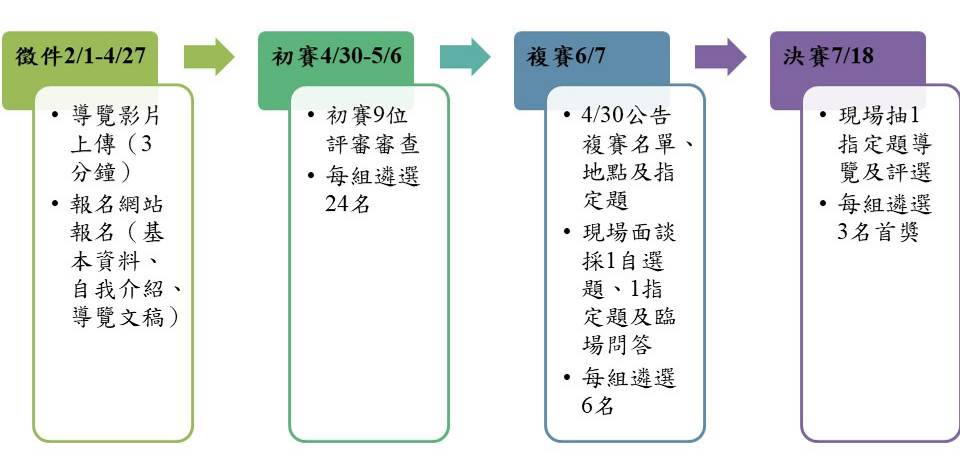 徵件2/1-4/27
• 導覽影片
上傳（3
分鐘）
• 報名網站
報名（基
本資料、
自我介紹、
導覽文稿）
初賽4/30-5/6
• 初賽9位
評審審查
• 每組遴選
24名
複賽6/7
• 4/30公告
複賽名單、
地點及指
定題
• 現場面談
採1自選
題、1指
定題及臨
場問答
• 每組遴選
6名
決賽7/18
• 現場抽1
指定題導
覽及評選
• 每組遴選
3名首獎